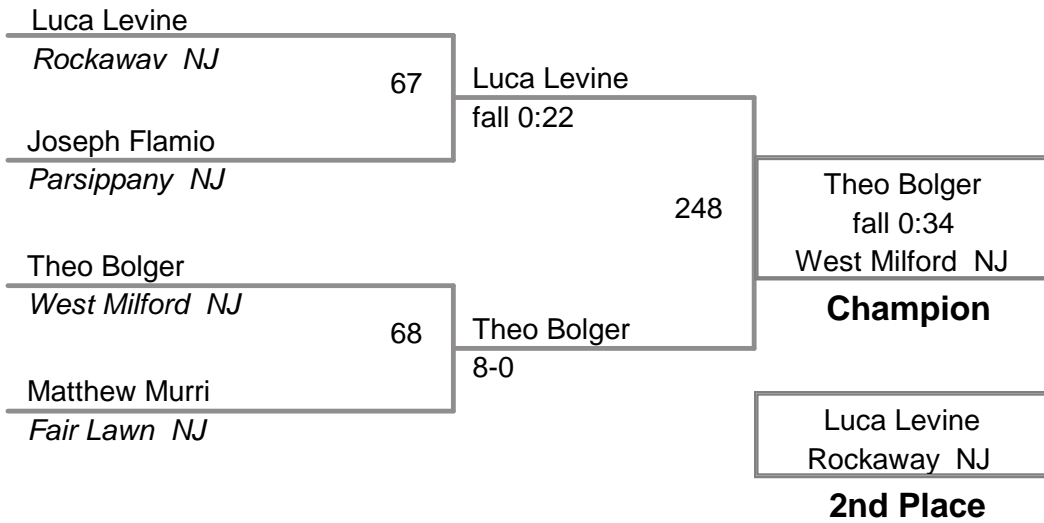 Luca Levine
Rockawav NJ
67
Joseph Flamio
Parsippany NJ
Luca Levine
fall 0:22
Theo Bolger
West Milford NJ
68
Matthew Murri
Fair Lawn NJ
Theo Bolger
8-0
248
Theo Bolger
fall 0:34
West Milford NJ
Champion
Luca Levine
Rockaway NJ
2nd Place